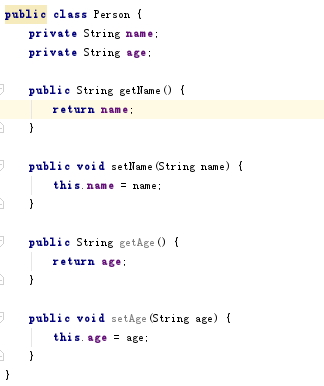 public class Person {
private String name;
private String age;
public String getName() {
return name;
}
public void setName(String name) {
this.name = name;
}
public String getAge() {
return age;
}
public void setAge(String age) {
this.age = age;
}
}